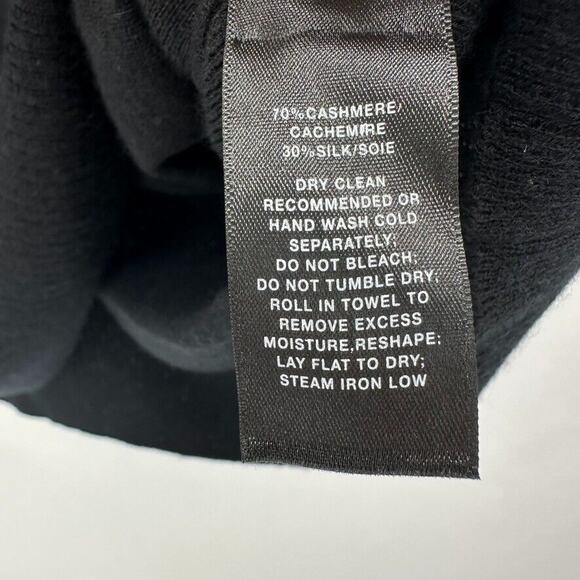 70%CASHMERE/
CACHEMIRE
30%SILK/SOIE
DRY CLEAN
RECOMMENDED OR
HAND WASH COLD
SEPARATELY;
DO NOT BLEACH;
DO NOT TUMBLE DRY;
ROLL IN TOWEL TO
REMOVE EXCESS
MOISTURE,RESHAPE;
LAY FLAT TO DRY;
STEAM IRON LOW